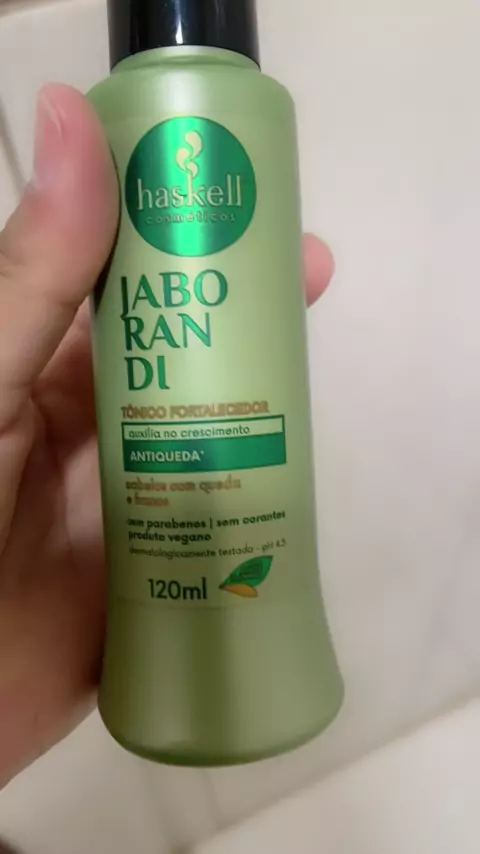 haskell
cosméticos
JABO
RAN
DI
TÔNICO FORTALECEDOR
auxilia no crescimento
ANTIQUEDA*
cabelos com queda
e fracos
sem parabenos | sem corantes
produto vegano
dermatologicamente testado - pH 4.5
120ml